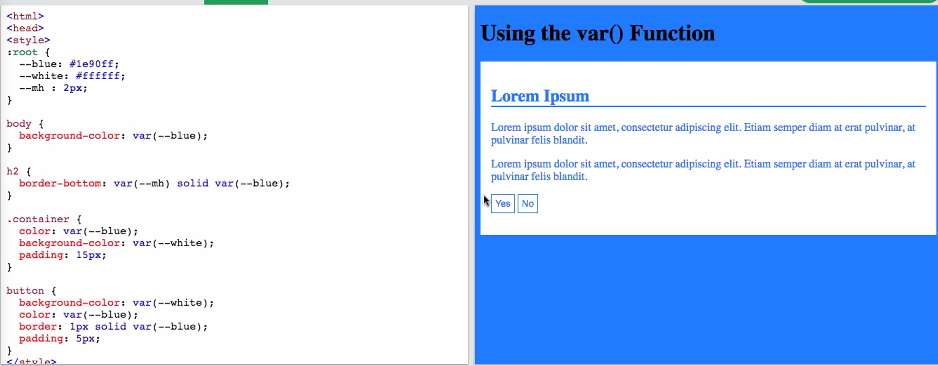 <html>
<head>
<style>
:root {
  --blue: #1e90ff;
  --white: #ffffff;
  --mh : 2px;
}
body {
  background-color: var(--blue);
}
h2 {
  border-bottom: var(--mh) solid var(--blue);
}
.container {
  color: var(--blue);
  background-color: var(--white);
  padding: 15px;
}
button {
  background-color: var(--white);
  color: var(--blue);
  border: 1px solid var(--blue);
  padding: 5px;
}
</style>
Using the var() Function
Lorem Ipsum
Lorem ipsum dolor sit amet, consectetur adipiscing elit. Etiam semper diam at erat pulvinar, at
pulvinar felis blandit.
Lorem ipsum dolor sit amet, consectetur adipiscing elit. Etiam semper diam at erat pulvinar, at
pulvinar felis blandit.
Yes No